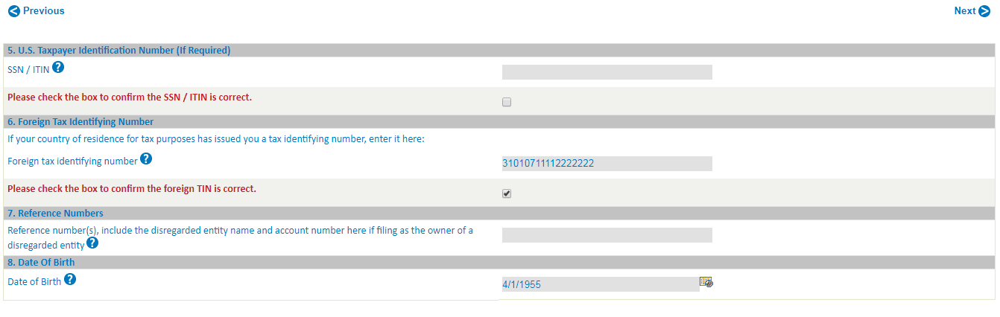 Previous
Next
5. U.S. Taxpayer Identification Number (If Required)
SSN / ITIN ?
Please check the box to confirm the SSN / ITIN is correct.
6. Foreign Tax Identifying Number
If your country of residence for tax purposes has issued you a tax identifying number, enter it here:
Foreign tax identifying number ?
31010711112222222
Please check the box to confirm the foreign TIN is correct.
7. Reference Numbers
Reference number(s), include the disregarded entity name and account number here if filing as the owner of a
disregarded entity ?
8. Date Of Birth
Date of Birth ?
4/1/1955